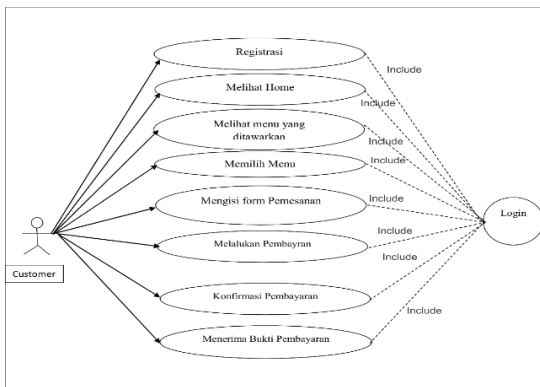 Registrasi
Include
Melihat Home
Include
Melihat menu yang
ditawarkan
Include
Memilih Menu
Include
Mengisi form Pemesanan
Include
Login
Melalukan Pembayran
Include
Include
Customer
Konfirmasi Pembayaran
Include
Menerima Bukti Pembayaran